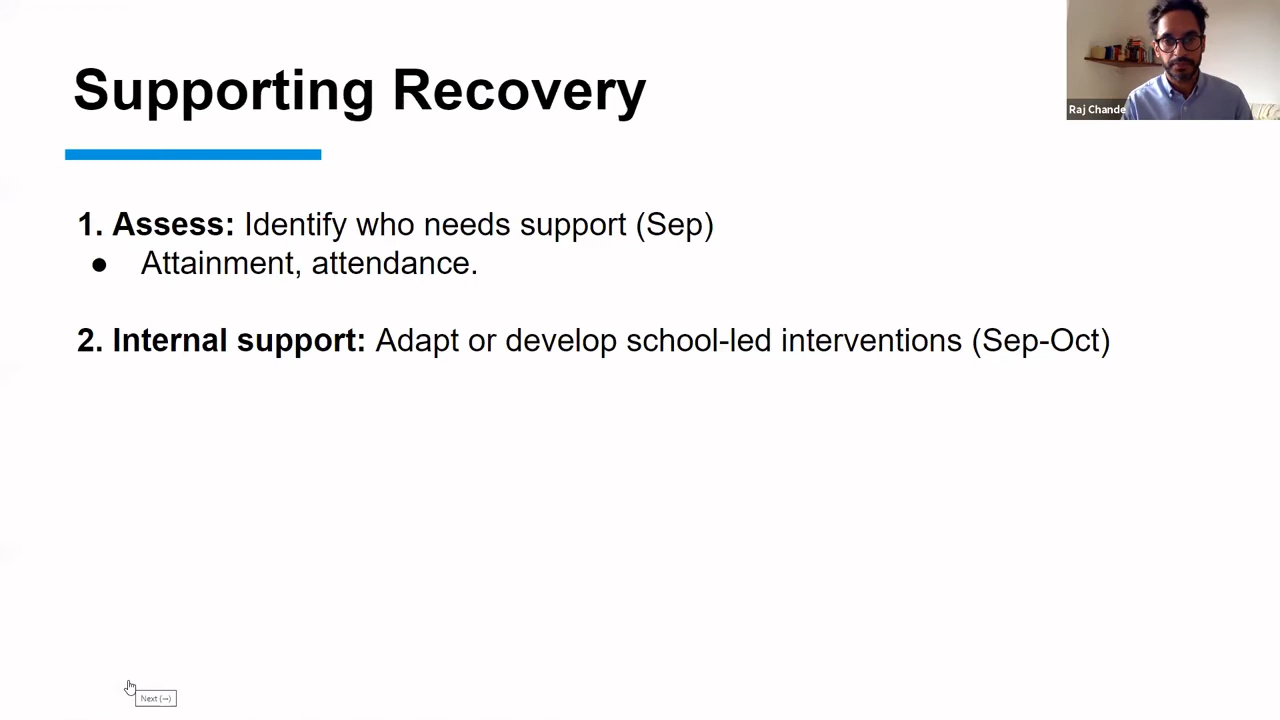 Supporting Recovery
Raj Chande
1. Assess: Identify who needs support (Sep)
● Attainment, attendance.
2. Internal support: Adapt or develop school-led interventions (Sep-Oct)
Next (→)